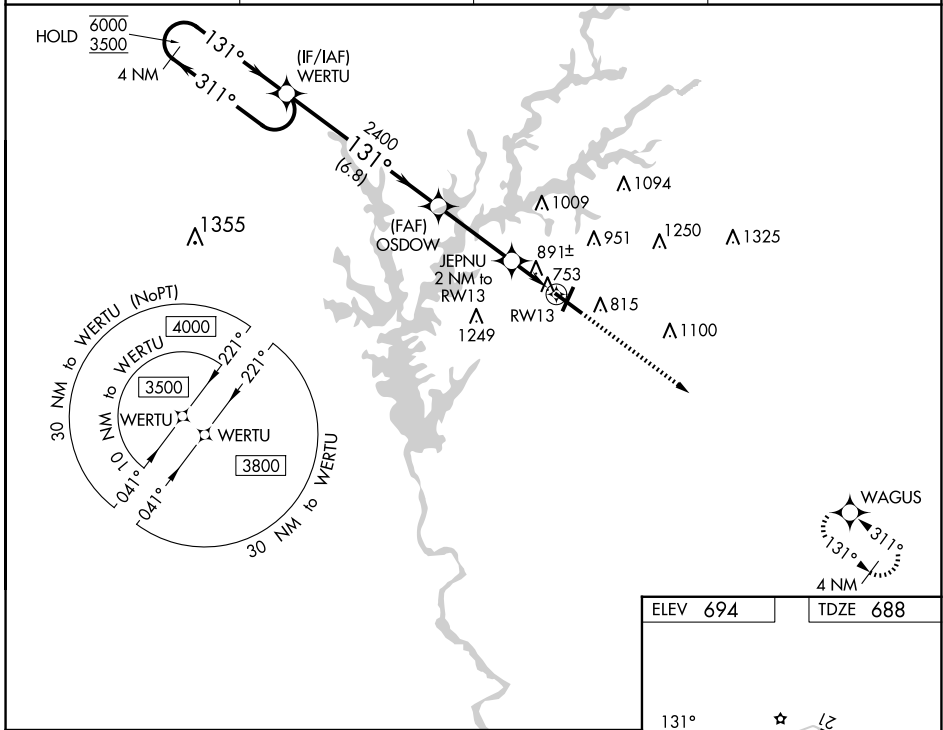 HOLD 6000
3500
4 NM
131°
311°
(IF/IAF)
WERTU
2400
131°
(6.8)
(FAF)
OSDOW
JEPNU
2 NM to
RW13
RW13
1355
1009
1094
951
1250
1325
891±
753
815
1249
1100
30 NM to WERTU (NoPT)
4000
10 NM to WERTU
3500
221°
221°
WERTU
WERTU
3800
041°
041°
30 NM to WERTU
WAGUS
131°
311°
4 NM
ELEV 694
TDZE 688
131°
21